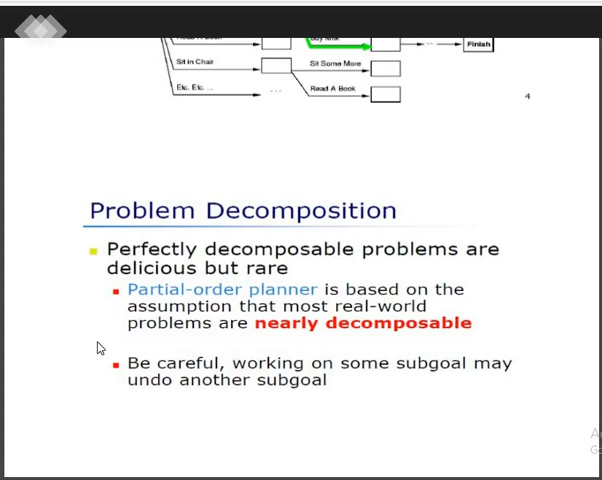 Buy Milk
Finish
Sit in Chair
Sit Some More
Etc. Etc. ...
...
Read A Book
4
Problem Decomposition
Perfectly decomposable problems are
delicious but rare
Partial-order planner is based on the
assumption that most real-world
problems are nearly decomposable
Be careful, working on some subgoal may
undo another subgoal